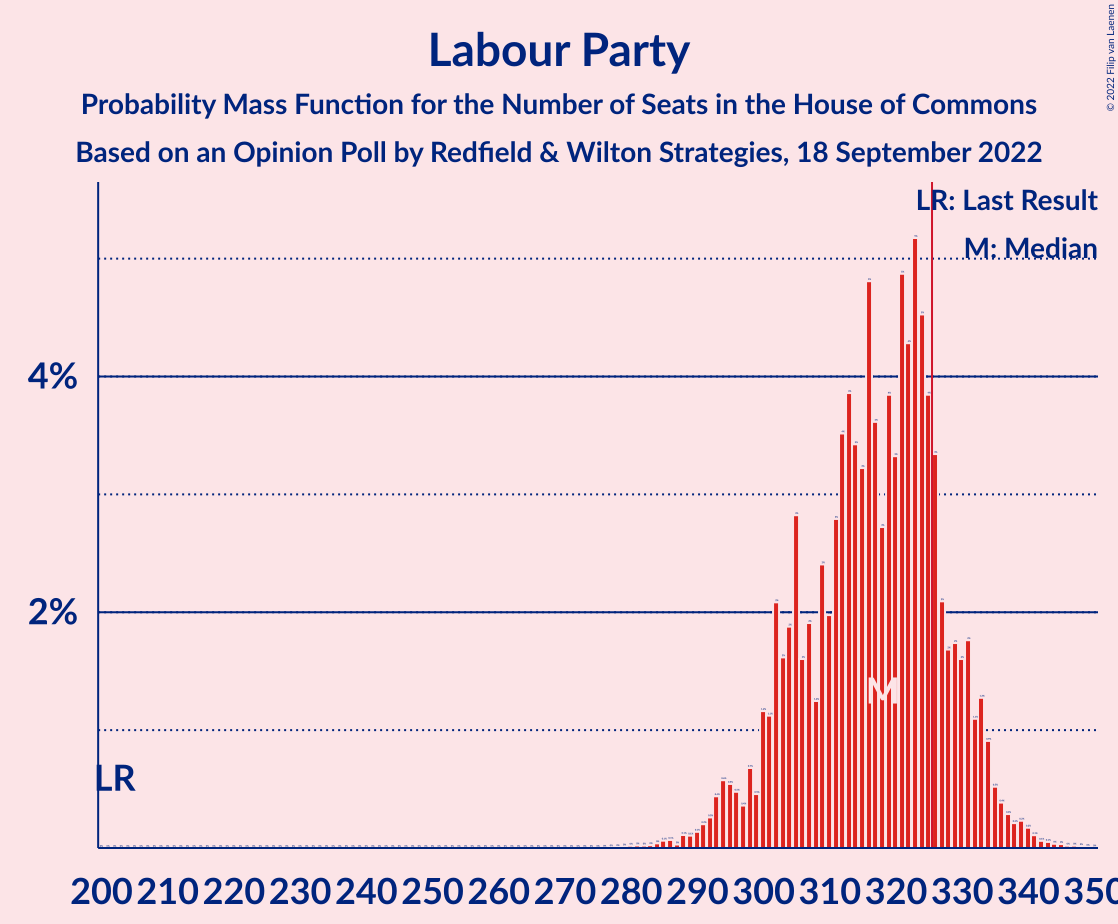 Labour Party
Probability Mass Function for the Number of Seats in the House of Commons
Based on an Opinion Poll by Redfield & Wilton Strategies, 18 September 2022
© 2022 Filip van Laenen
LR: Last Result
M: Median
4%
2%
M
LR
200 210 220 230 240 250 260 270 280 290 300 310 320 330 340 350